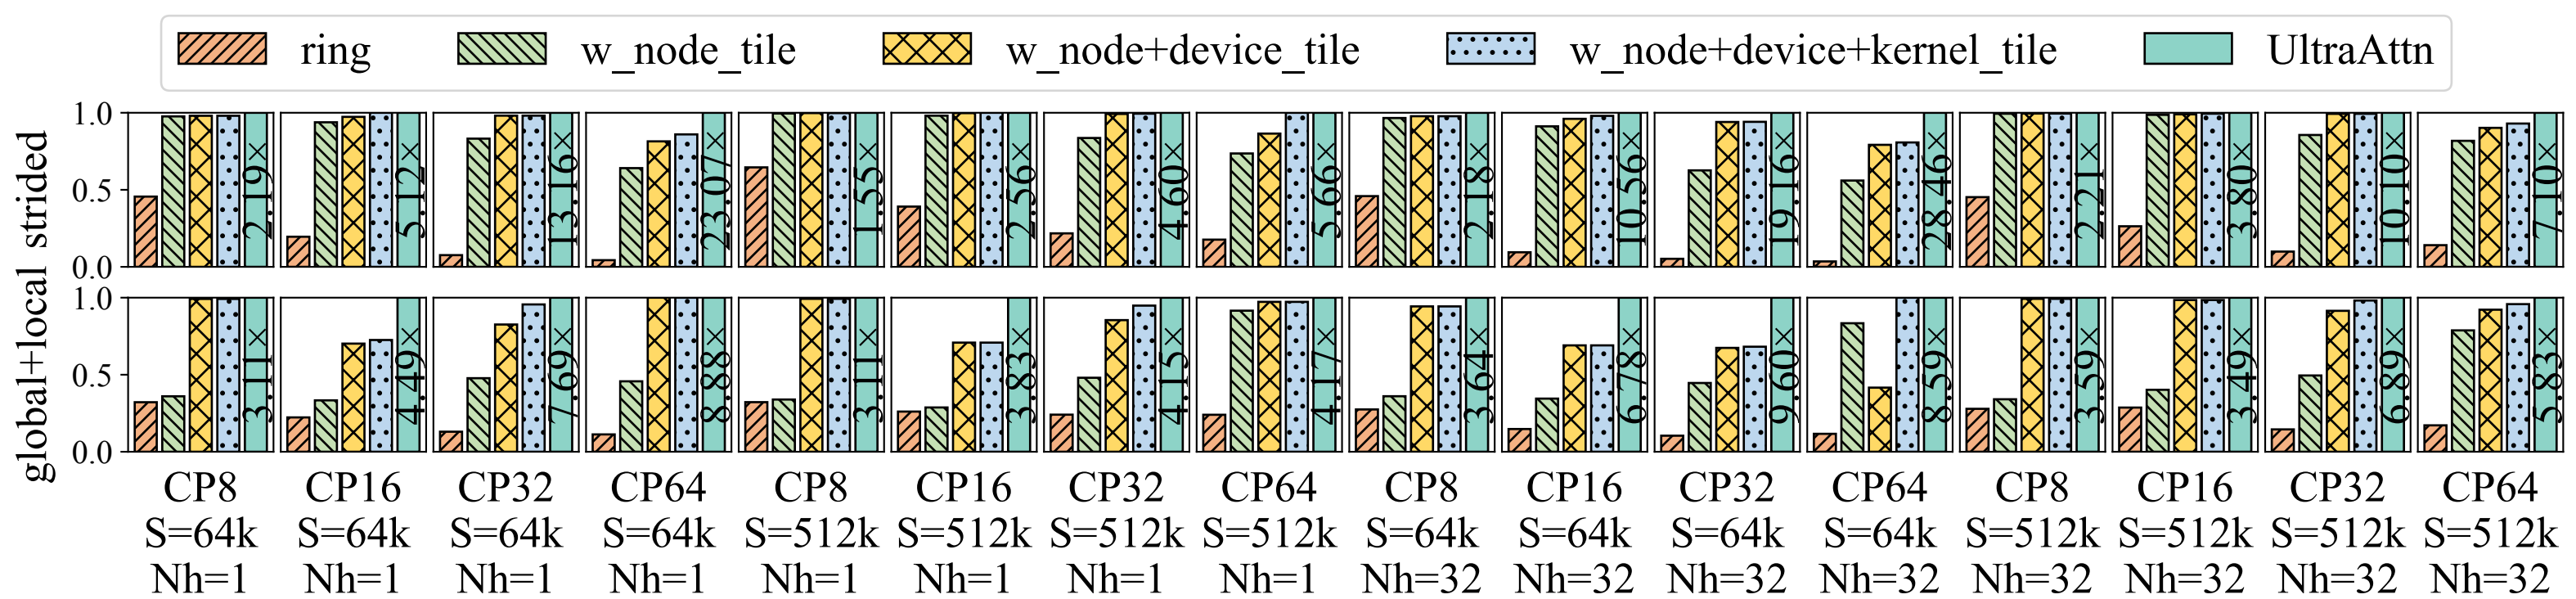 ring w_node_tile w_node+device_tile w_node+device+kernel_tile UltraAttn
strided
1.0
0.5
0.0
2.19× 5.12× 13.16× 23.07× 1.55× 2.56× 4.60× 5.66× 2.18× 10.56× 19.16× 28.46× 2.21× 3.80× 10.10× 7.10×
global+local
1.0
0.5
0.0
3.11× 4.49× 7.69× 8.88× 3.11× 3.83× 4.15× 4.17× 3.64× 6.78× 9.60× 8.59× 3.59× 3.49× 6.89× 5.83×
CP8 CP16 CP32 CP64 CP8 CP16 CP32 CP64 CP8 CP16 CP32 CP64 CP8 CP16 CP32 CP64
S=64k S=64k S=64k S=64k S=512k S=512k S=512k S=512k S=64k S=64k S=64k S=64k S=512k S=512k S=512k S=512k
Nh=1 Nh=1 Nh=1 Nh=1 Nh=1 Nh=1 Nh=1 Nh=1 Nh=32 Nh=32 Nh=32 Nh=32 Nh=32 Nh=32 Nh=32 Nh=32